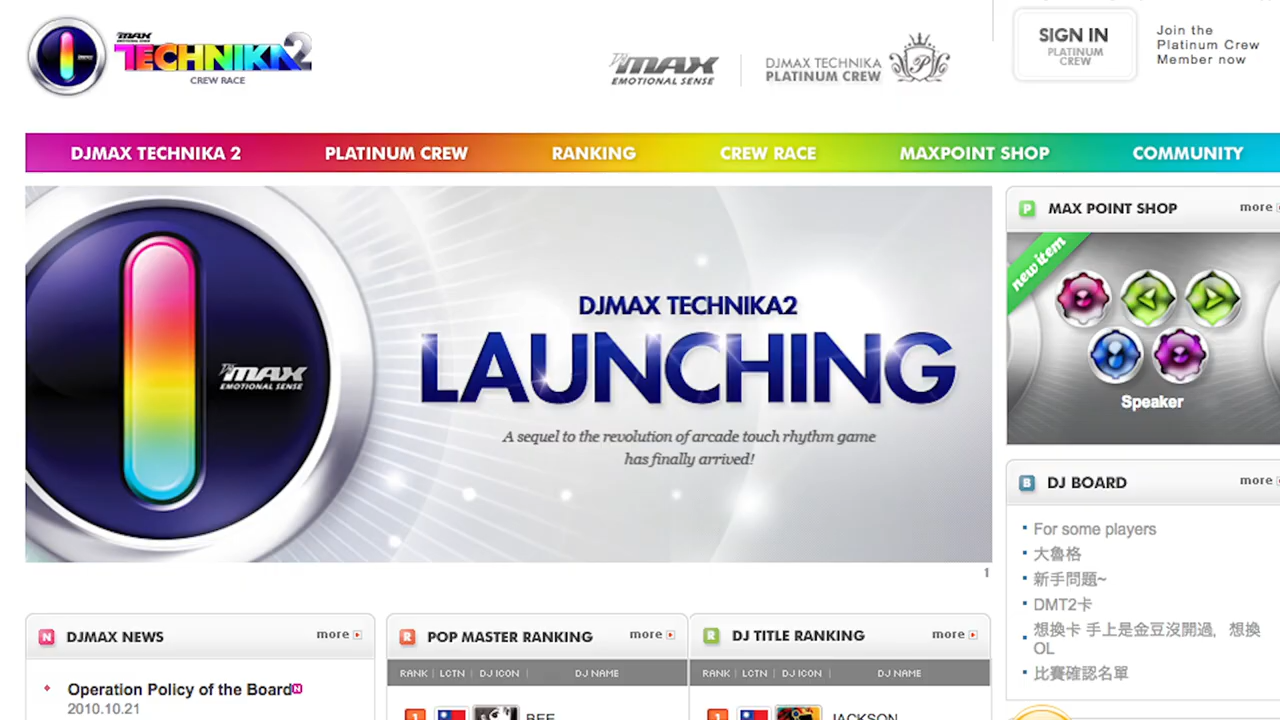 DJMAX
TECHNIKA2
CREW RACE
DJMAX
EMOTIONAL SENSE
DJMAX TECHNIKA
PLATINUM CREW
P
SIGN IN
PLATINUM
CREW
Join the
Platinum Crew
Member now
DJMAX TECHNIKA 2 PLATINUM CREW RANKING CREW RACE MAXPOINT SHOP COMMUNITY
DJMAX
EMOTIONAL SENSE
DJMAX TECHNIKA2
LAUNCHING
A sequel to the revolution of arcade touch rhythm game
has finally arrived!
1
P MAX POINT SHOP more
new item
Speaker
B DJ BOARD more
For some players
大魯格
新手問題~
DMT2卡
想換卡 手上是金豆沒開過, 想換
OL
比賽確認名單
N DJMAX NEWS more
Operation Policy of the Board N
2010.10.21
R POP MASTER RANKING more
RANK | LCTN | DJ ICON | DJ NAME
1 BEE
R DJ TITLE RANKING more
RANK | LCTN | DJ ICON | DJ NAME
1 JACKSON